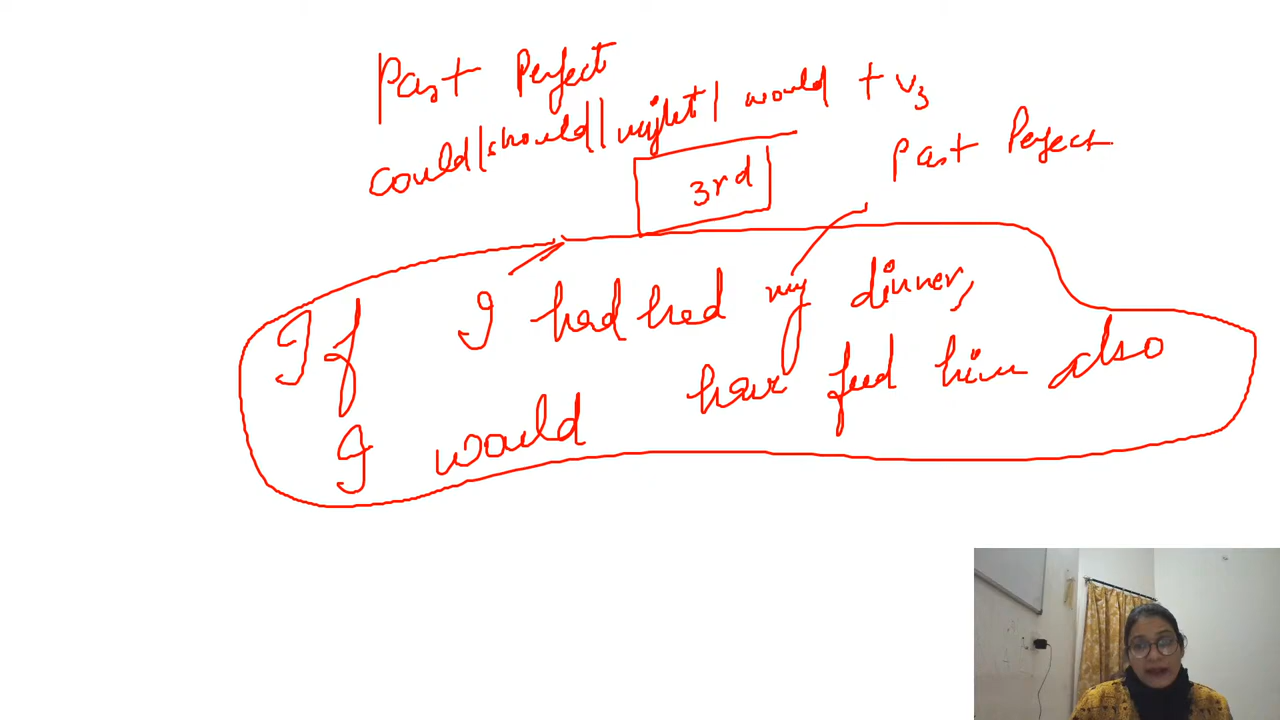 Past Perfect
could/should/might/would + V3
3rd
Past Perfect
If I had had my dinner,
I would have feed him also